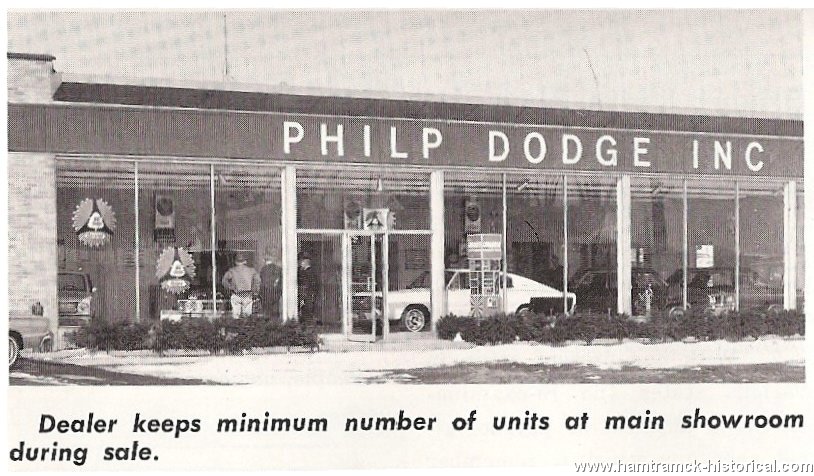 PHILP DODGE INC
Dealer keeps minimum number of units at main showroom
during sale.
www.hamtramck-historical.com